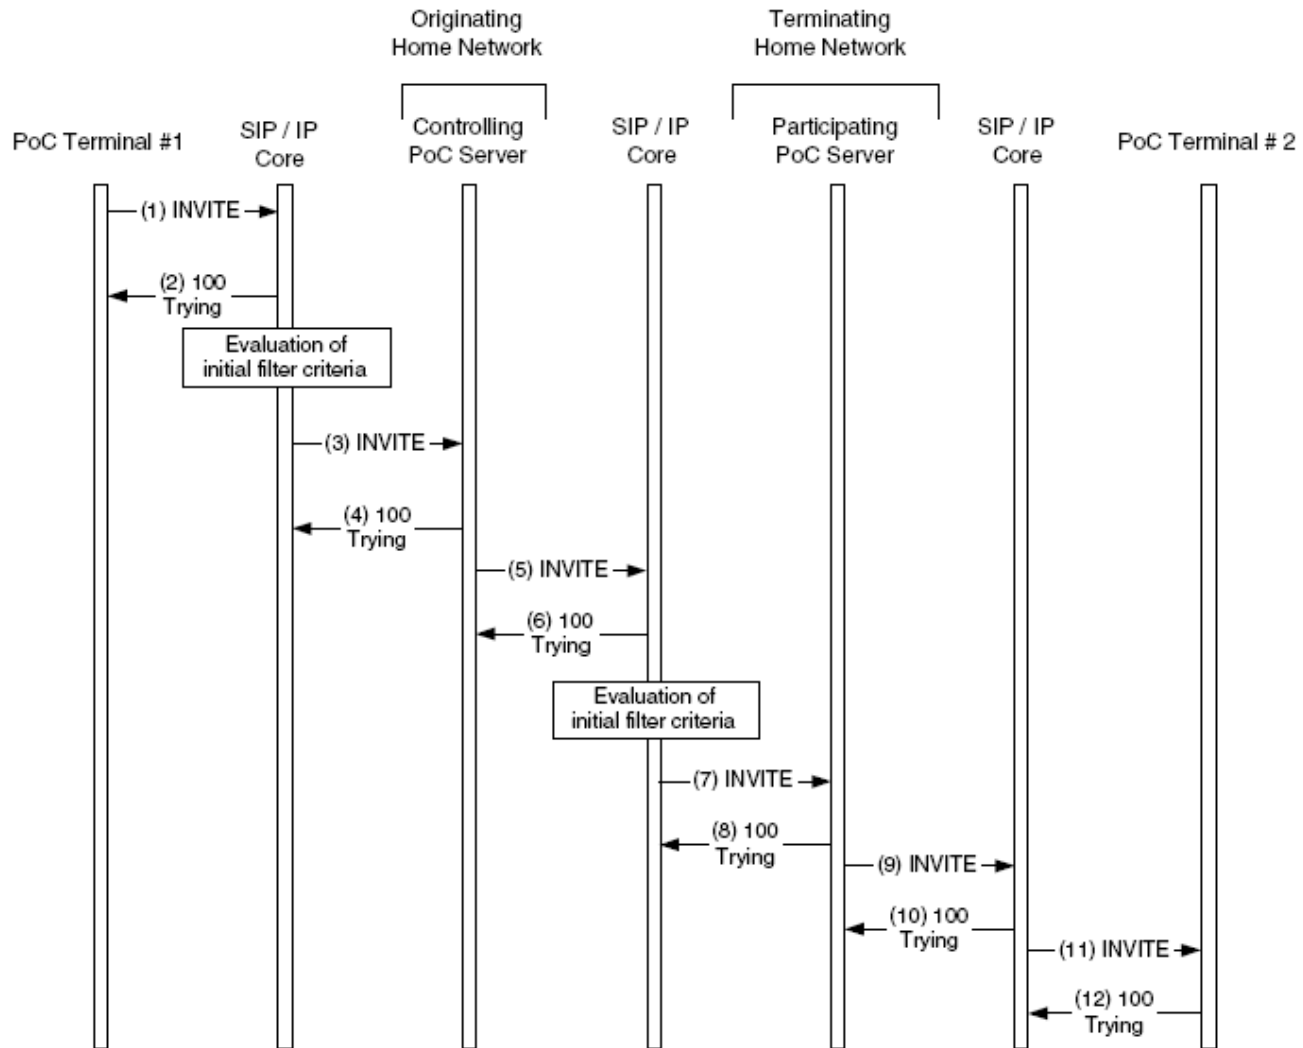 Originating
Home Network
Terminating
Home Network
PoC Terminal #1
SIP / IP
Core
Controlling
PoC Server
SIP / IP
Core
Participating
PoC Server
SIP / IP
Core
PoC Terminal # 2
(1) INVITE
(2) 100
Trying
Evaluation of
initial filter criteria
(3) INVITE
(4) 100
Trying
(5) INVITE
(6) 100
Trying
Evaluation of
initial filter criteria
(7) INVITE
(8) 100
Trying
(9) INVITE
(10) 100
Trying
(11) INVITE
(12) 100
Trying